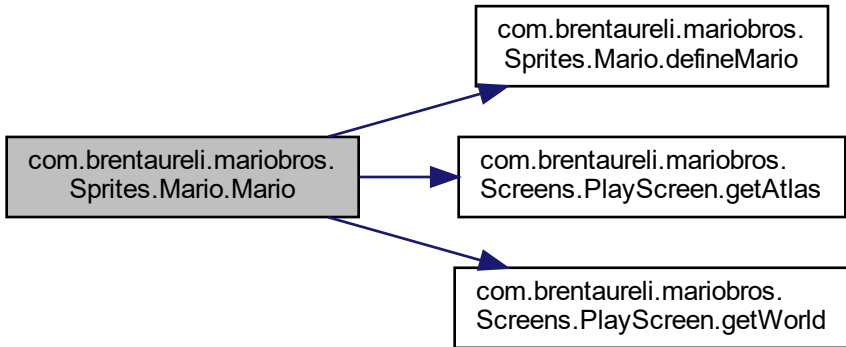 com.brentaureli.mariobros.
Sprites.Mario.defineMario
com.brentaureli.mariobros.
Sprites.Mario.Mario
com.brentaureli.mariobros.
Screens.PlayScreen.getAtlas
com.brentaureli.mariobros.
Screens.PlayScreen.getWorld